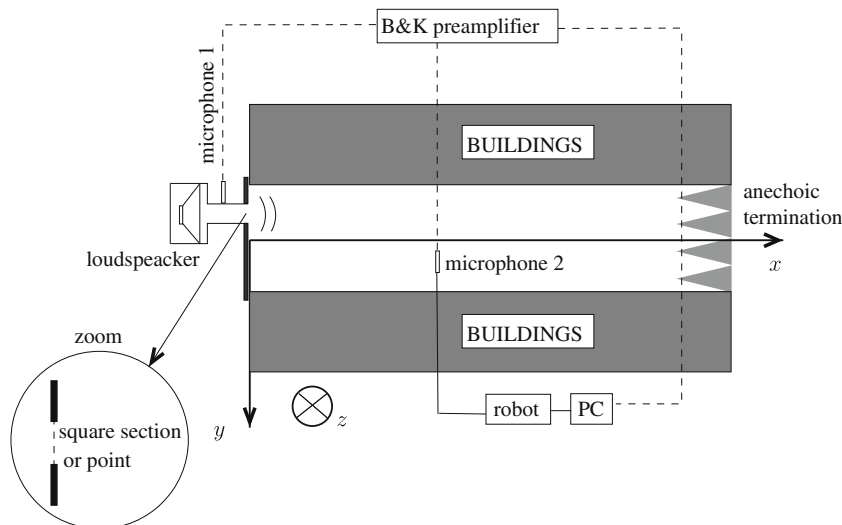 B&K preamplifier
microphone 1
BUILDINGS
anechoic
termination
loudspeacker
microphone 2
x
BUILDINGS
zoom
square section
or point
y
z
robot
PC